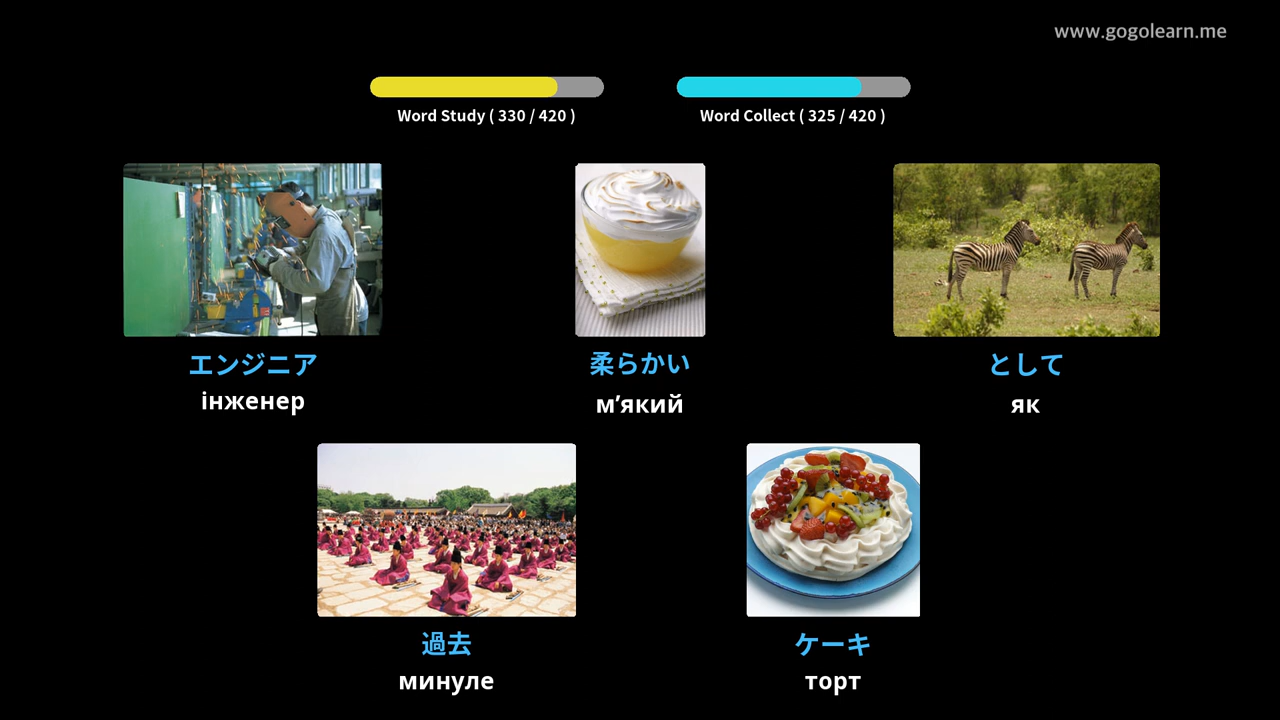 www.gogolearn.me
Word Study ( 330 / 420 )
Word Collect ( 325 / 420 )
エンジニア
інженер
柔らかい
м’який
として
як
過去
минуле
ケーキ
торт